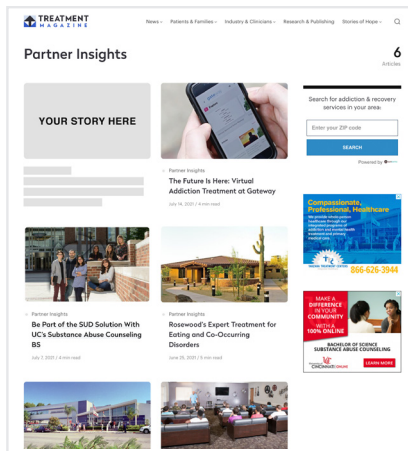 TREATMENT
MAGAZINE
News
Patients & Families
Industry & Clinicians
Research & Publishing
Stories of Hope
Partner Insights
6
Articles
YOUR STORY HERE
Partner Insights
The Future Is Here: Virtual
Addiction Treatment at Gateway
July 14, 2021 / 4 min read
Partner Insights
Be Part of the SUD Solution With
UC's Substance Abuse Counseling
BS
July 7, 2021 / 4 min read
Partner Insights
Rosewood's Expert Treatment for
Eating and Co-Occurring
Disorders
June 25, 2021 / 5 min read
Search for addiction & recovery
services in your area:
Enter your ZIP code
SEARCH
Powered by
Compassionate,
Professional, Healthcare
866-626-3944
MAKE A
DIFFERENCE
IN YOUR
COMMUNITY
WITH A
100% ONLINE
BACHELOR OF SCIENCE
SUBSTANCE ABUSE COUNSELING
CINCINNATI ONLINE
LEARN MORE